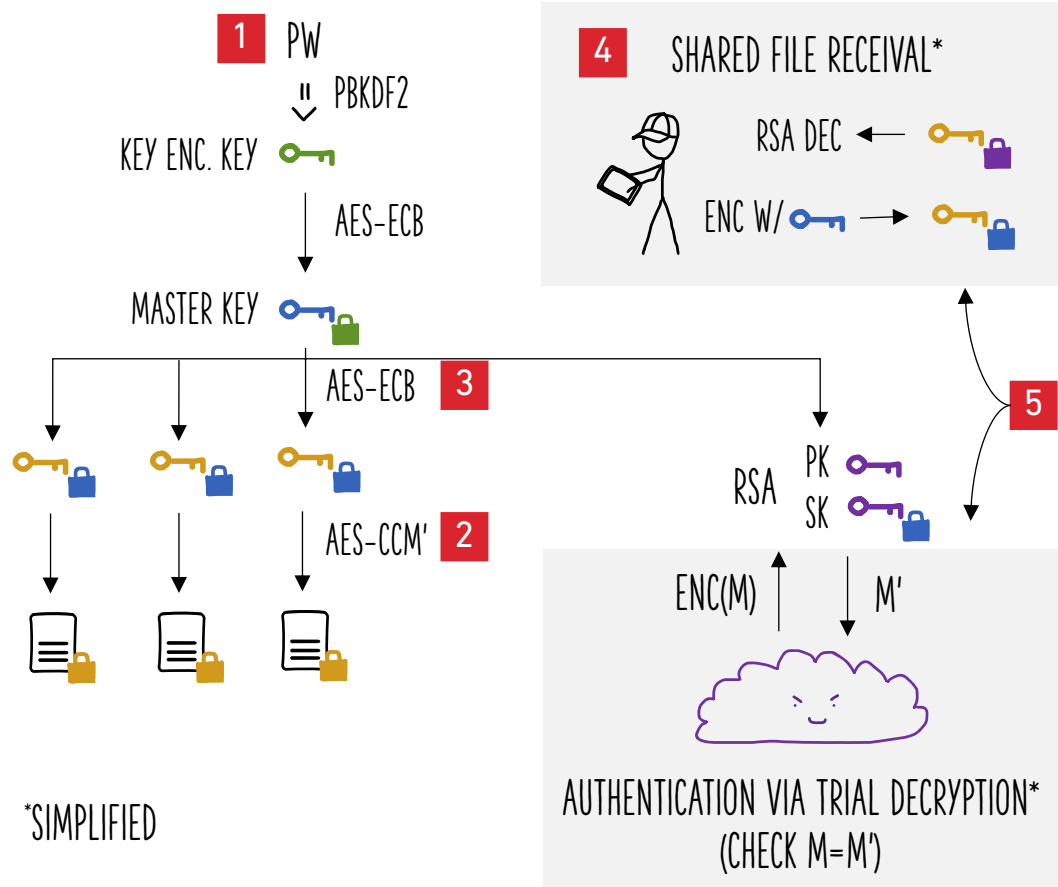 1 PW
PBKDF2
KEY ENC. KEY
AES-ECB
MASTER KEY
AES-ECB 3
AES-CCM' 2
*SIMPLIFIED
4 SHARED FILE RECEIVAL*
RSA DEC
ENC W/
5
PK
RSA
SK
ENC(M) M'
AUTHENTICATION VIA TRIAL DECRYPTION*
(CHECK M=M')